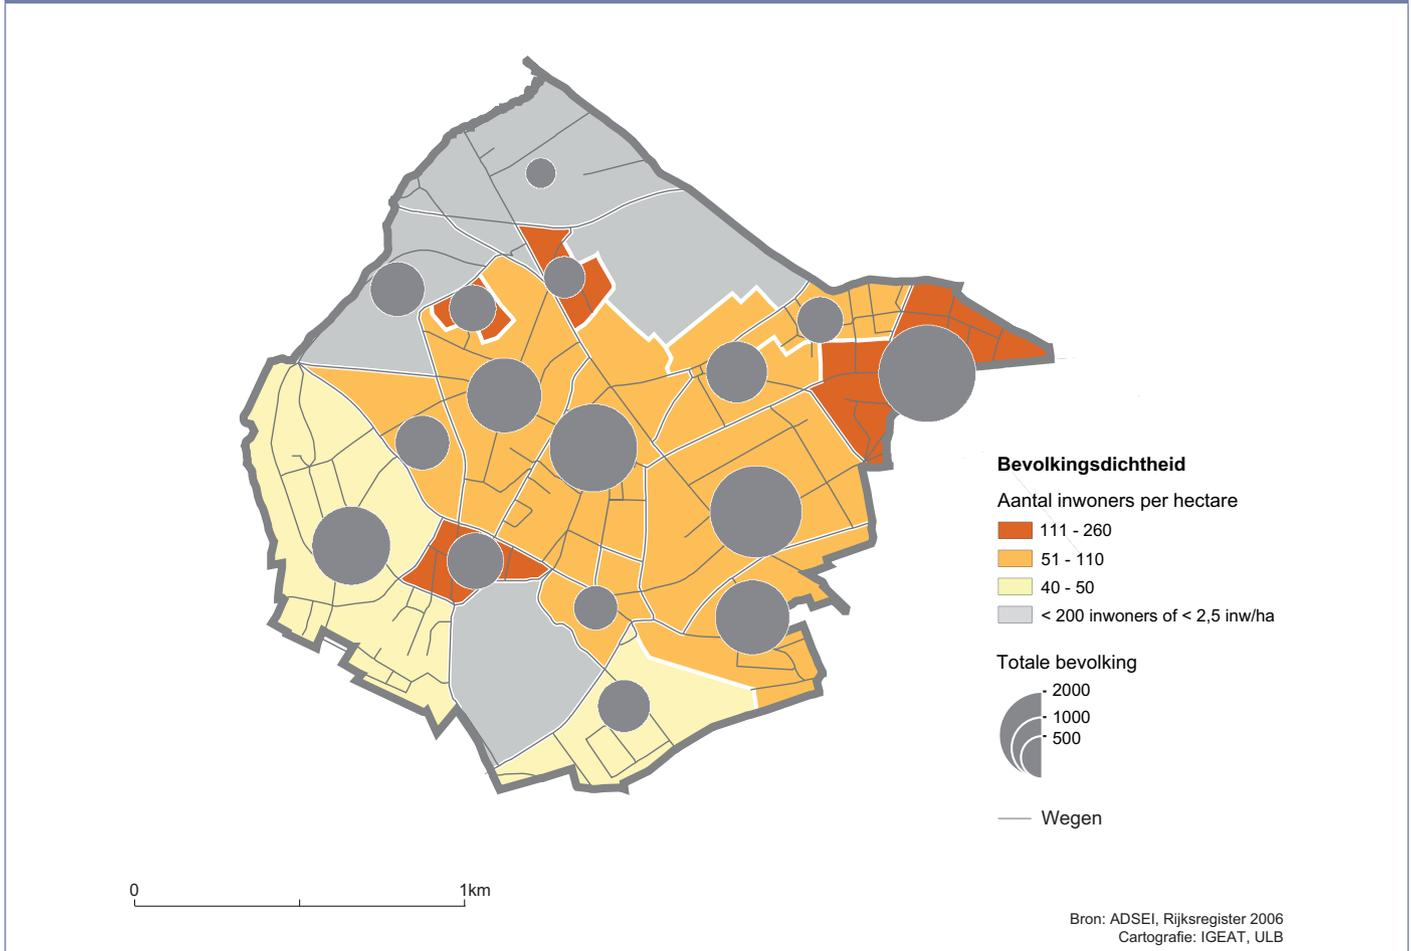 Bevolkingsdichtheid
Aantal inwoners per hectare
111 - 260
51 - 110
40 - 50
< 200 inwoners of < 2,5 inw/ha
Totale bevolking
- 2000
- 1000
- 500
Wegen
0 1km
Bron: ADSEI, Rijksregister 2006
Cartografie: IGEAT, ULB